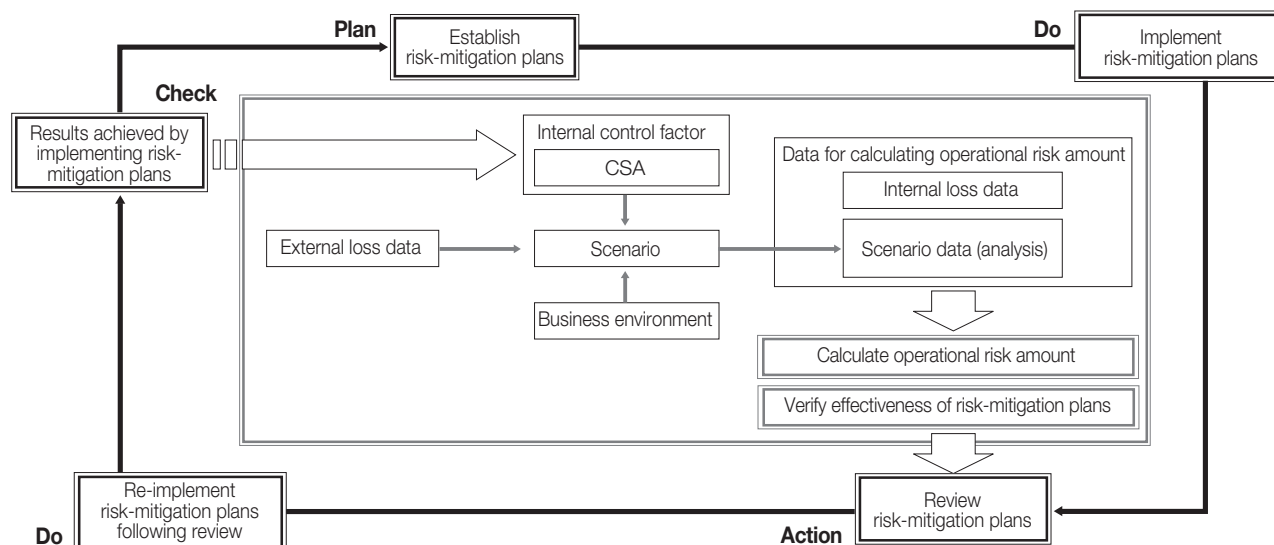 Plan
Establish
risk-mitigation plans
Do
Implement
risk-mitigation plans
Check
Results achieved by
implementing risk-
mitigation plans
Internal control factor
CSA
Data for calculating operational risk amount
Internal loss data
External loss data
Scenario
Scenario data (analysis)
Business environment
Calculate operational risk amount
Verify effectiveness of risk-mitigation plans
Re-implement
risk-mitigation plans
following review
Do
Action
Review
risk-mitigation plans